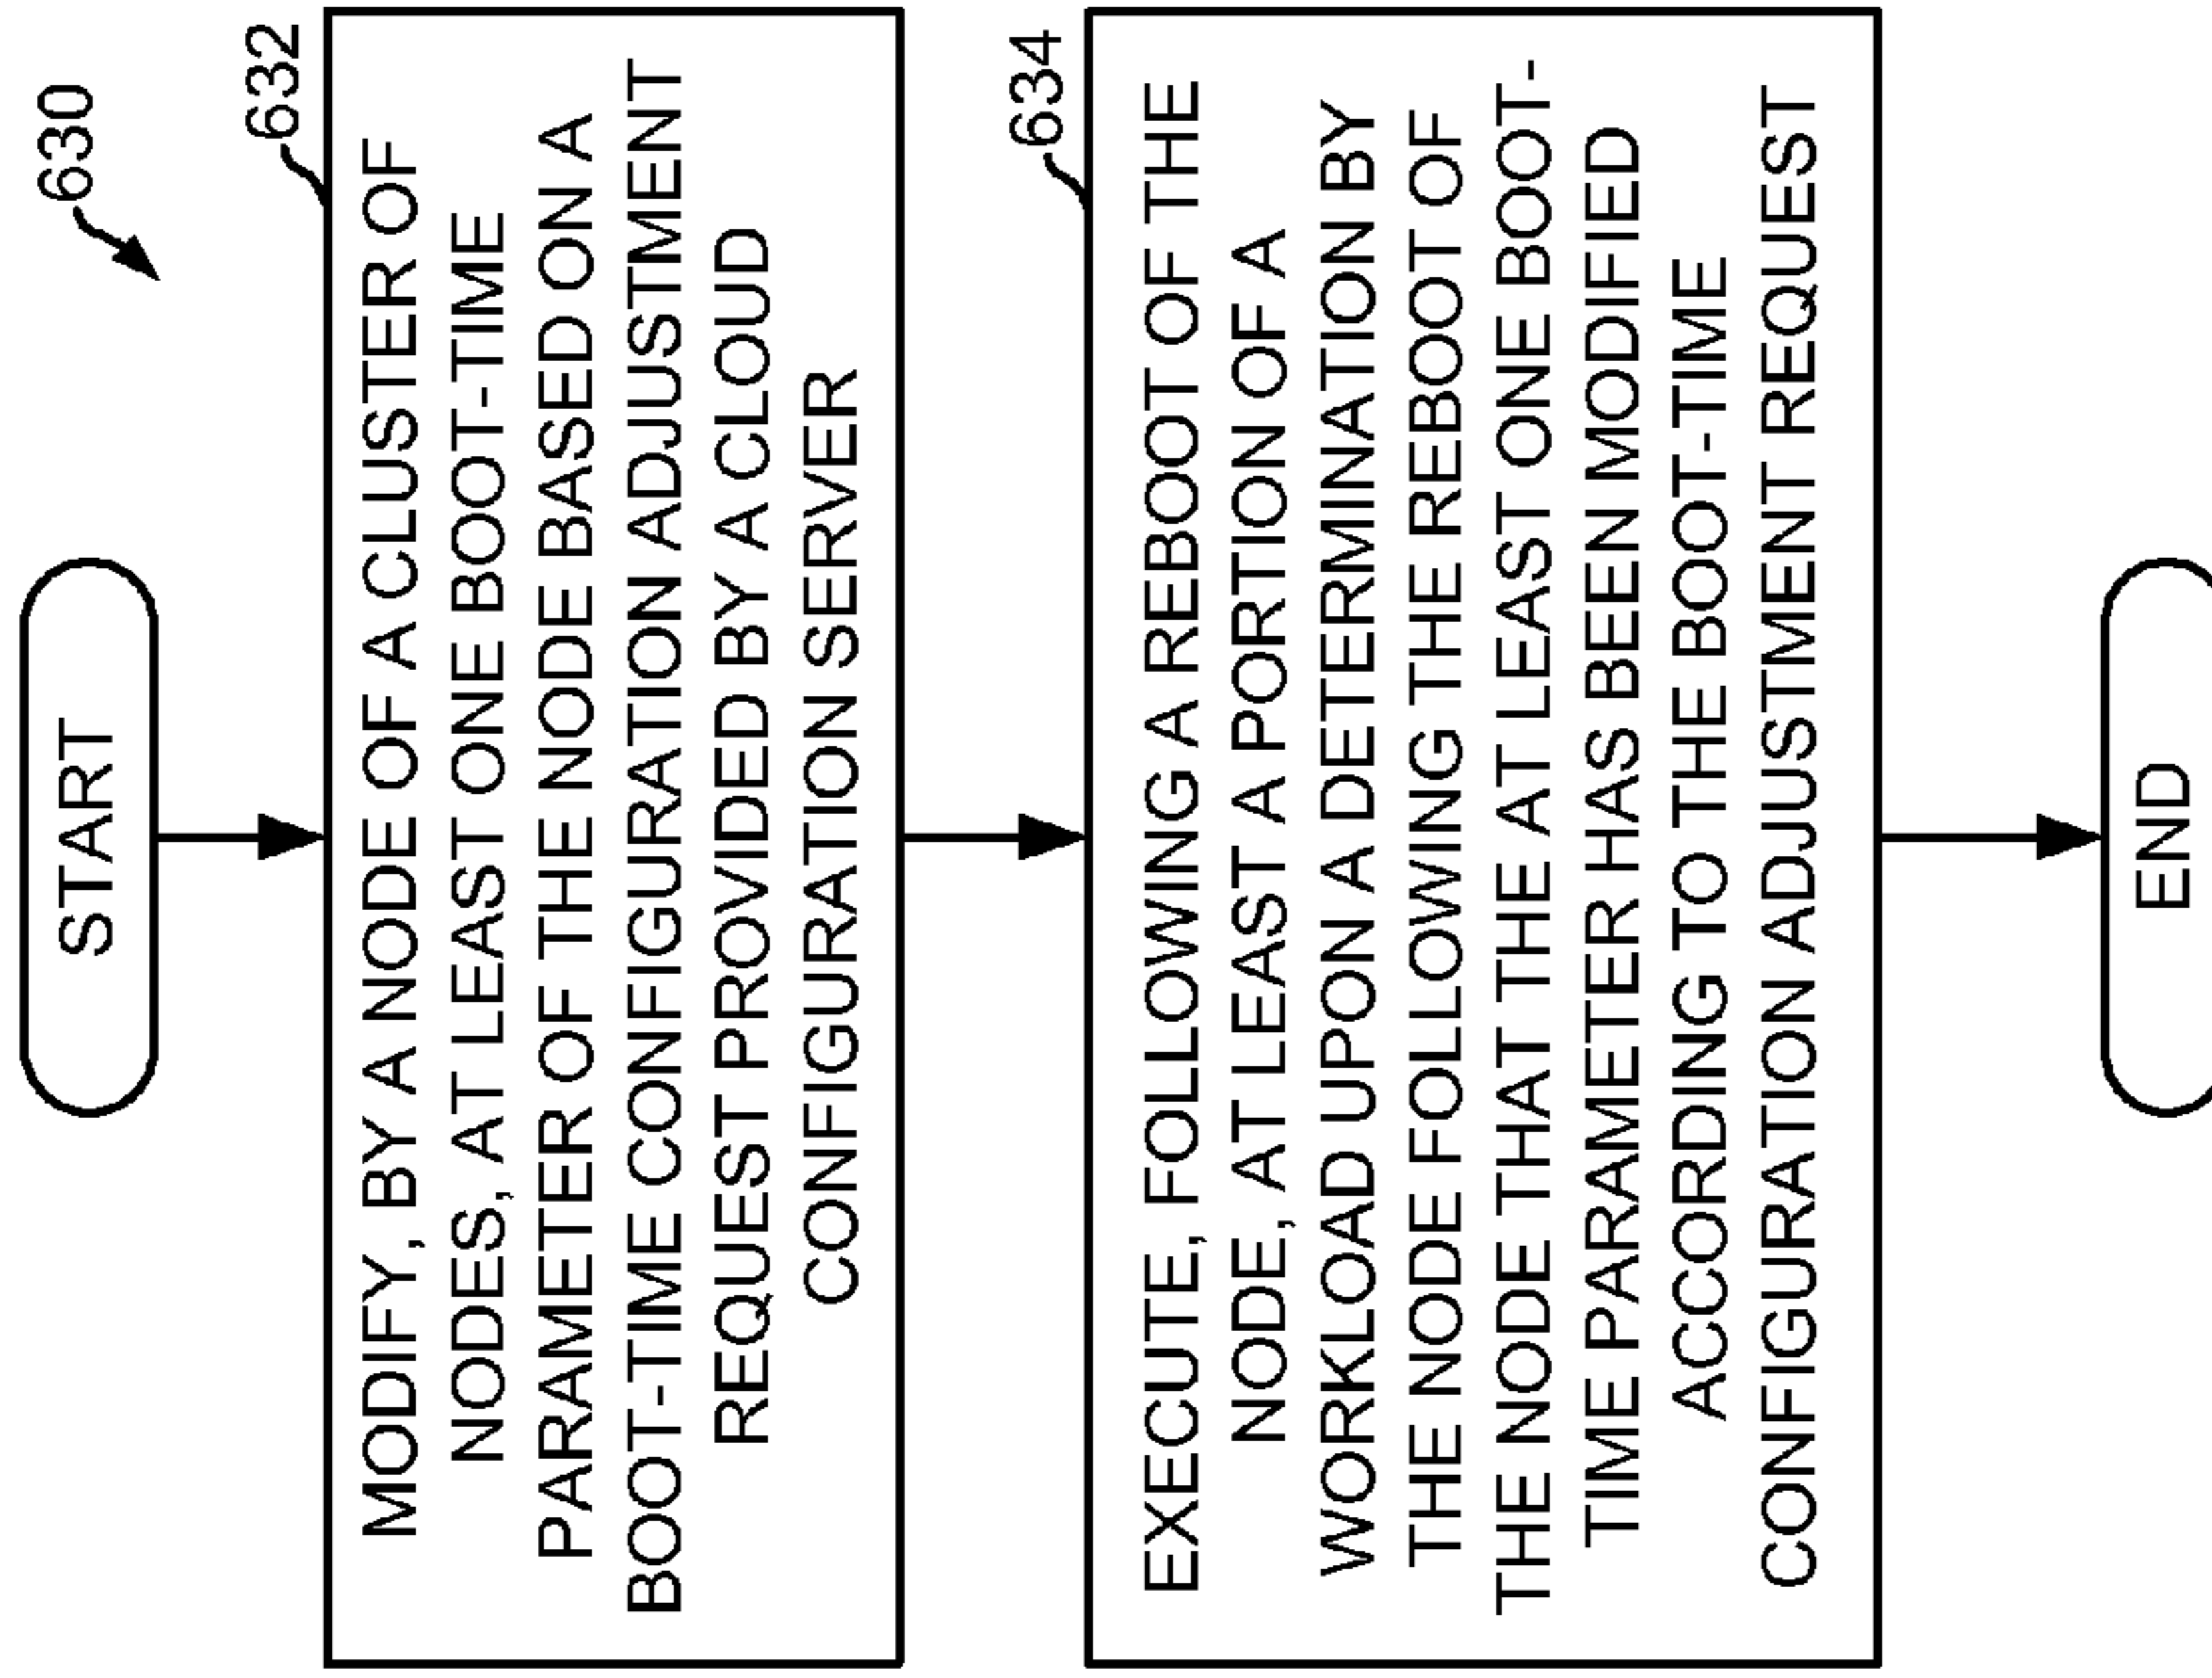 630
START
632
MODIFY, BY A NODE OF A CLUSTER OF
NODES, AT LEAST ONE BOOT-TIME
PARAMETER OF THE NODE BASED ON A
BOOT-TIME CONFIGURATION ADJUSTMENT
REQUEST PROVIDED BY A CLOUD
CONFIGURATION SERVER
634
EXECUTE, FOLLOWING A REBOOT OF THE
NODE, AT LEAST A PORTION OF A
WORKLOAD UPON A DETERMINATION BY
THE NODE FOLLOWING THE REBOOT OF
THE NODE THAT THE AT LEAST ONE BOOT-
TIME PARAMETER HAS BEEN MODIFIED
ACCORDING TO THE BOOT-TIME
CONFIGURATION ADJUSTMENT REQUEST
END